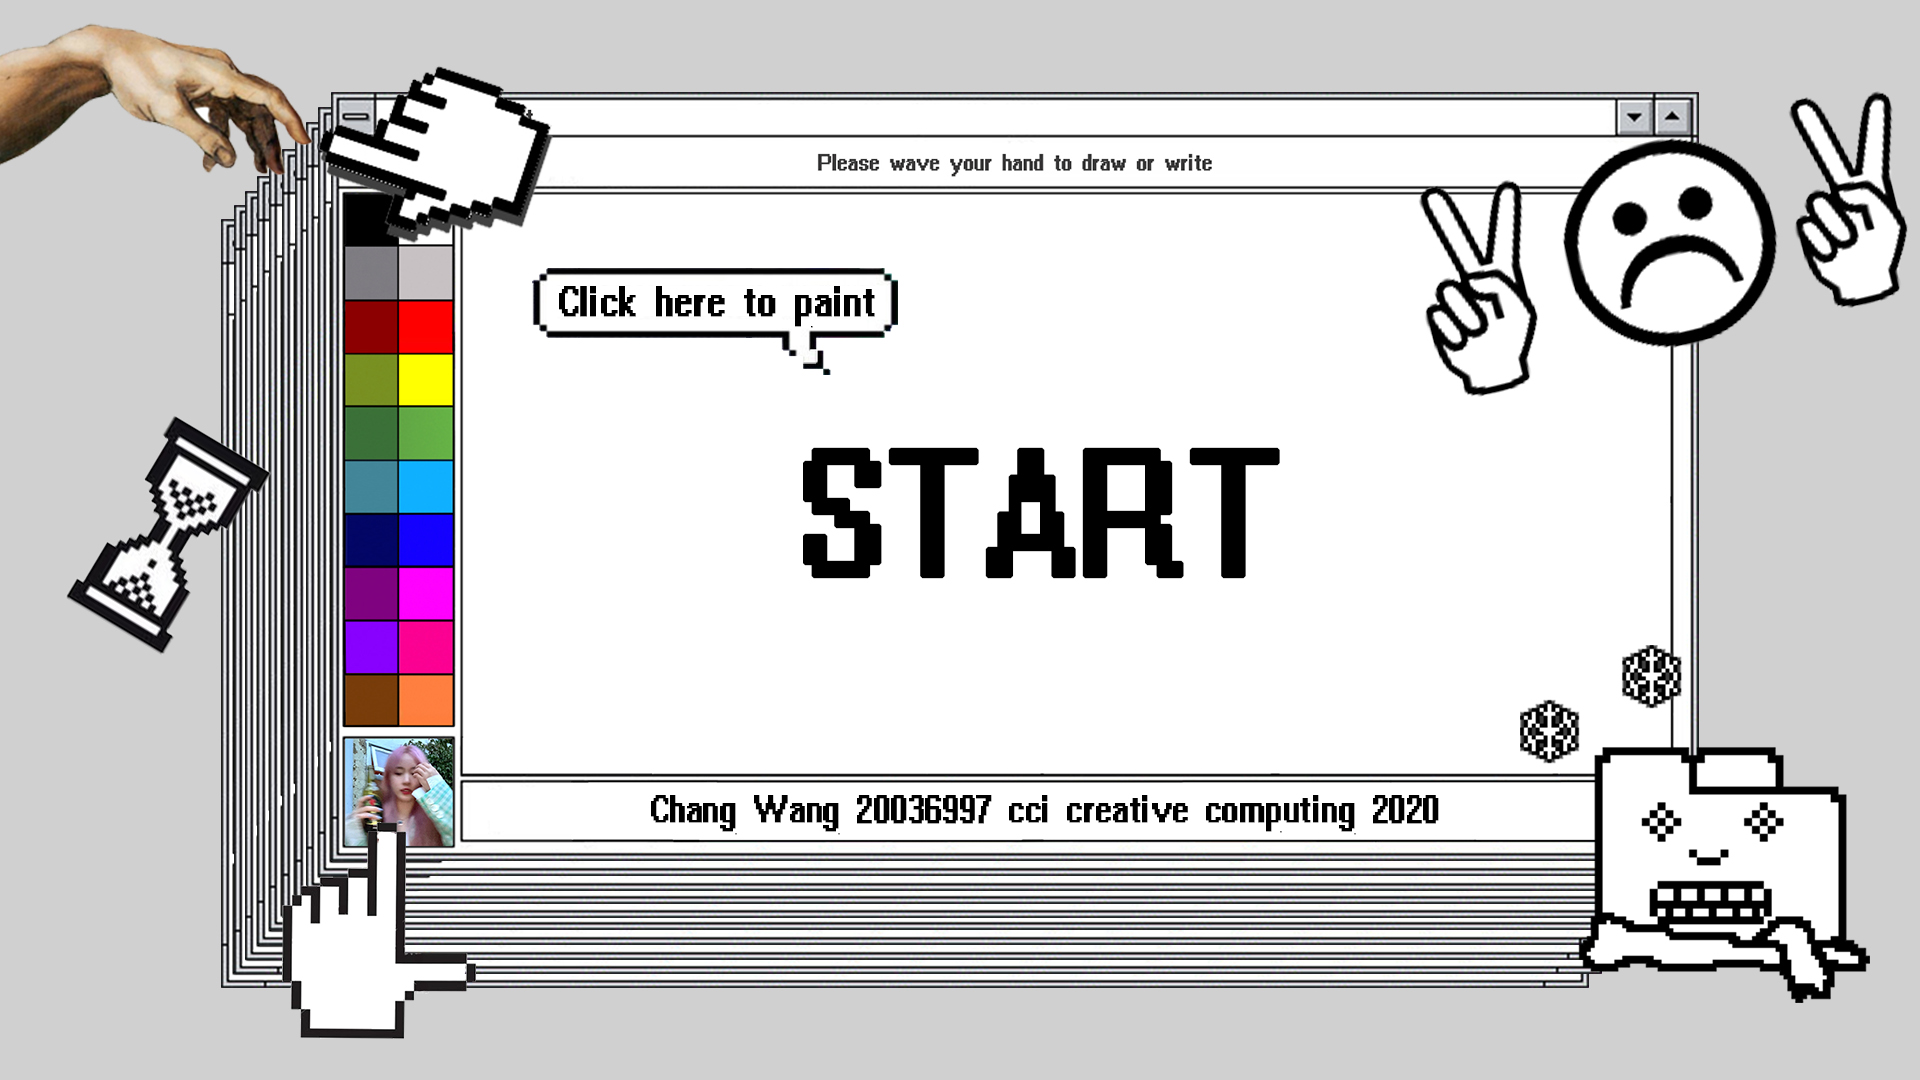 Please wave your hand to draw or write
Click here to paint
START
Chang Wang 20036997 cci creative computing 2020